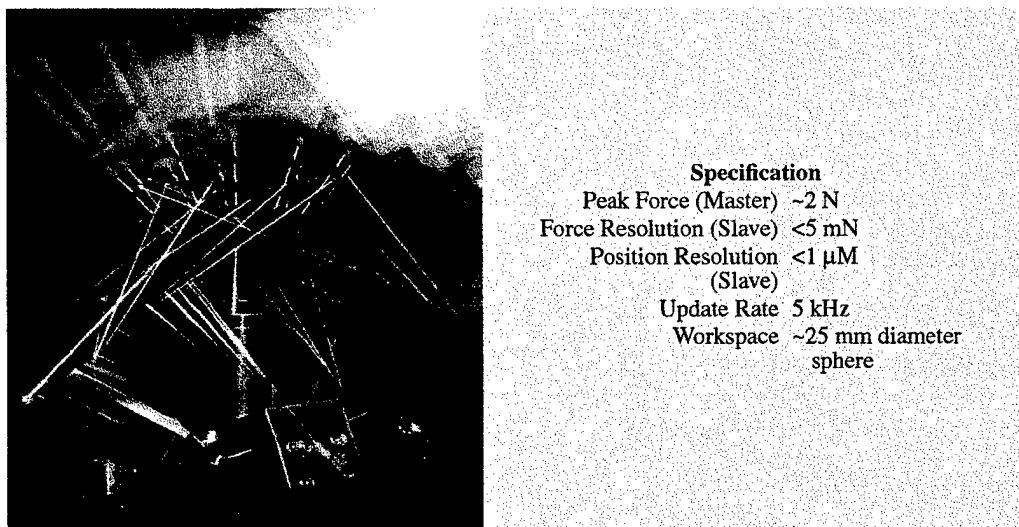 Specification
Peak Force (Master) ~2 N
Force Resolution (Slave) <5 mN
Position Resolution <1 μM
(Slave)
Update Rate 5 kHz
Workspace ~25 mm diameter
sphere